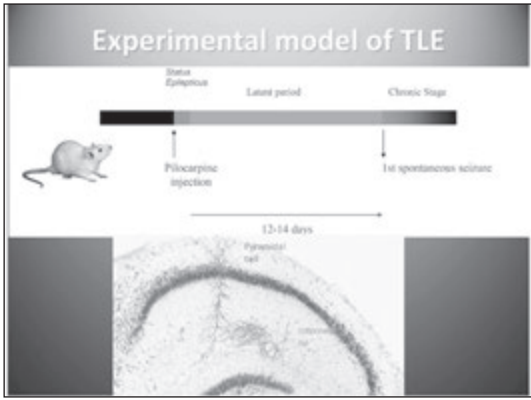 Experimental model of TLE
Status
Epilepticus
Latent period
Chronic Stage
Pilocarpine
injection
1st spontaneous seizure
12-14 days
Pyramidal
cell